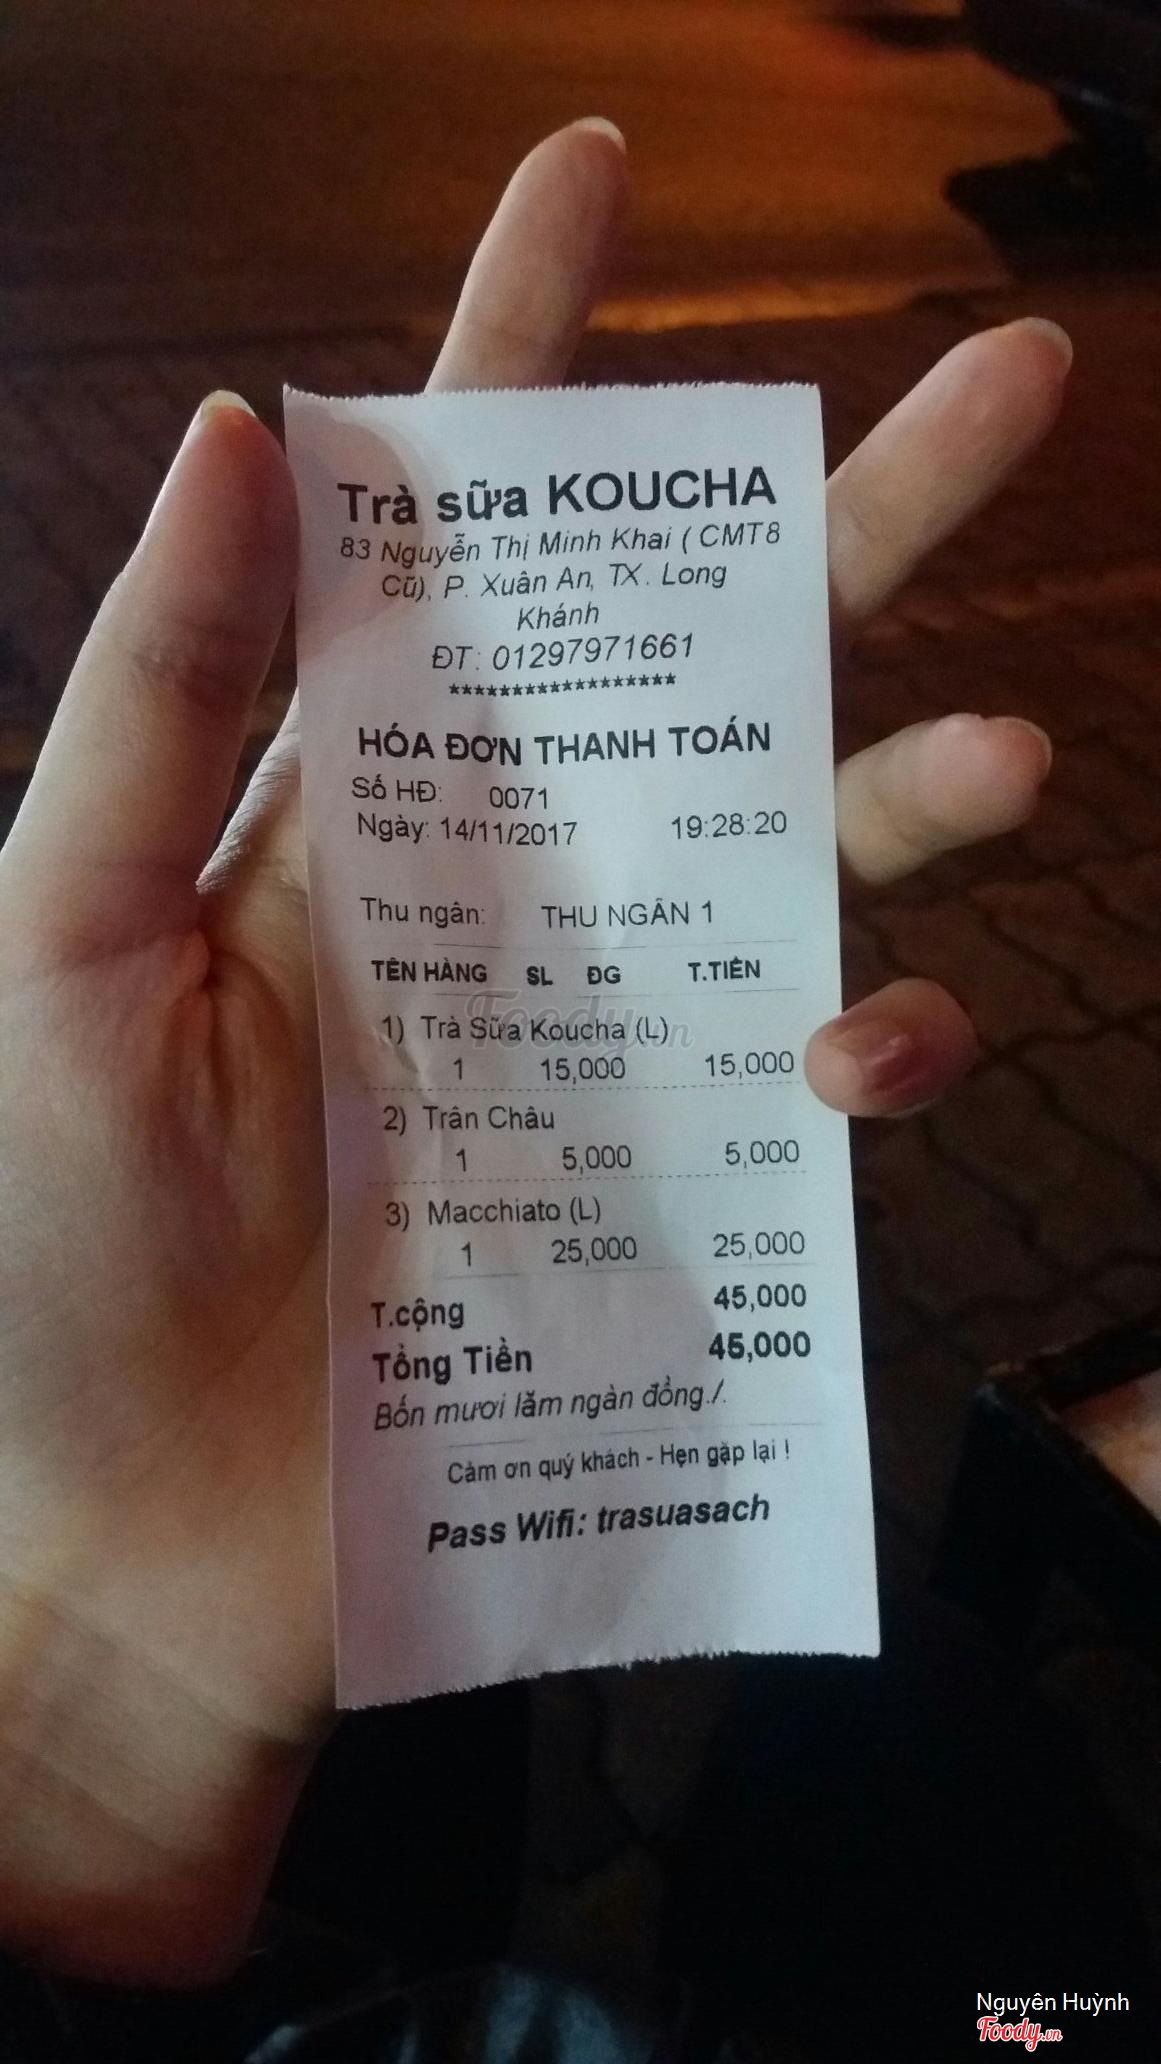 Trà sữa KOUCHA
83 Nguyễn Thị Minh Khai ( CMT8
Cũ), P. Xuân An, TX. Long
Khánh
ĐT: 01297971661
******************
HÓA ĐƠN THANH TOÁN
Số HĐ: 0071
Ngày: 14/11/2017 19:28:20
Thu ngân: THU NGÂN 1
TÊN HÀNG SL ĐG T.TIỀN
1) Trà Sữa Koucha (L)
1 15,000 15,000
2) Trân Châu
1 5,000 5,000
3) Macchiato (L)
1 25,000 25,000
T.cộng 45,000
Tổng Tiền 45,000
Bốn mươi lăm ngàn đồng./.
Cảm ơn quý khách - Hẹn gặp lại !
Pass Wifi: trasuasach
Foody.vn
Nguyên Huỳnh
Foody.vn